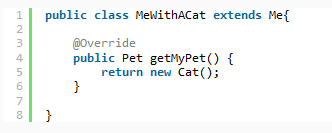 1 public class MeWithACat extends Me{
2
3     @Override
4     public Pet getMyPet() {
5         return new Cat();
6     }
7
8 }